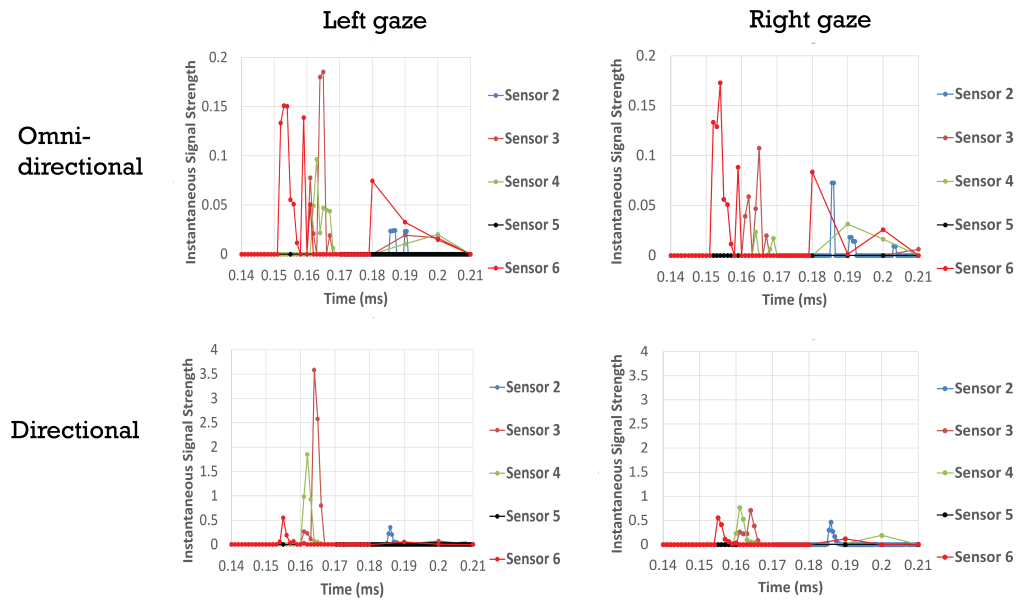 Left gaze
Right gaze
Omni-
directional
Directional
Instantaneous Signal Strength
0.2
0.15
0.1
0.05
0
0.14 0.15 0.16 0.17 0.18 0.19 0.2 0.21
Time (ms)
Sensor 2
Sensor 3
Sensor 4
Sensor 5
Sensor 6
Instantaneous Signal Strength
0.2
0.15
0.1
0.05
0
0.14 0.15 0.16 0.17 0.18 0.19 0.2 0.21
Time (ms)
Sensor 2
Sensor 3
Sensor 4
Sensor 5
Sensor 6
Instantaneous Signal Strength
4
3.5
3
2.5
2
1.5
1
0.5
0
0.14 0.15 0.16 0.17 0.18 0.19 0.2 0.21
Time (ms)
Sensor 2
Sensor 3
Sensor 4
Sensor 5
Sensor 6
Instantaneous Signal Strength
4
3.5
3
2.5
2
1.5
1
0.5
0
0.14 0.15 0.16 0.17 0.18 0.19 0.2 0.21
Time (ms)
Sensor 2
Sensor 3
Sensor 4
Sensor 5
Sensor 6